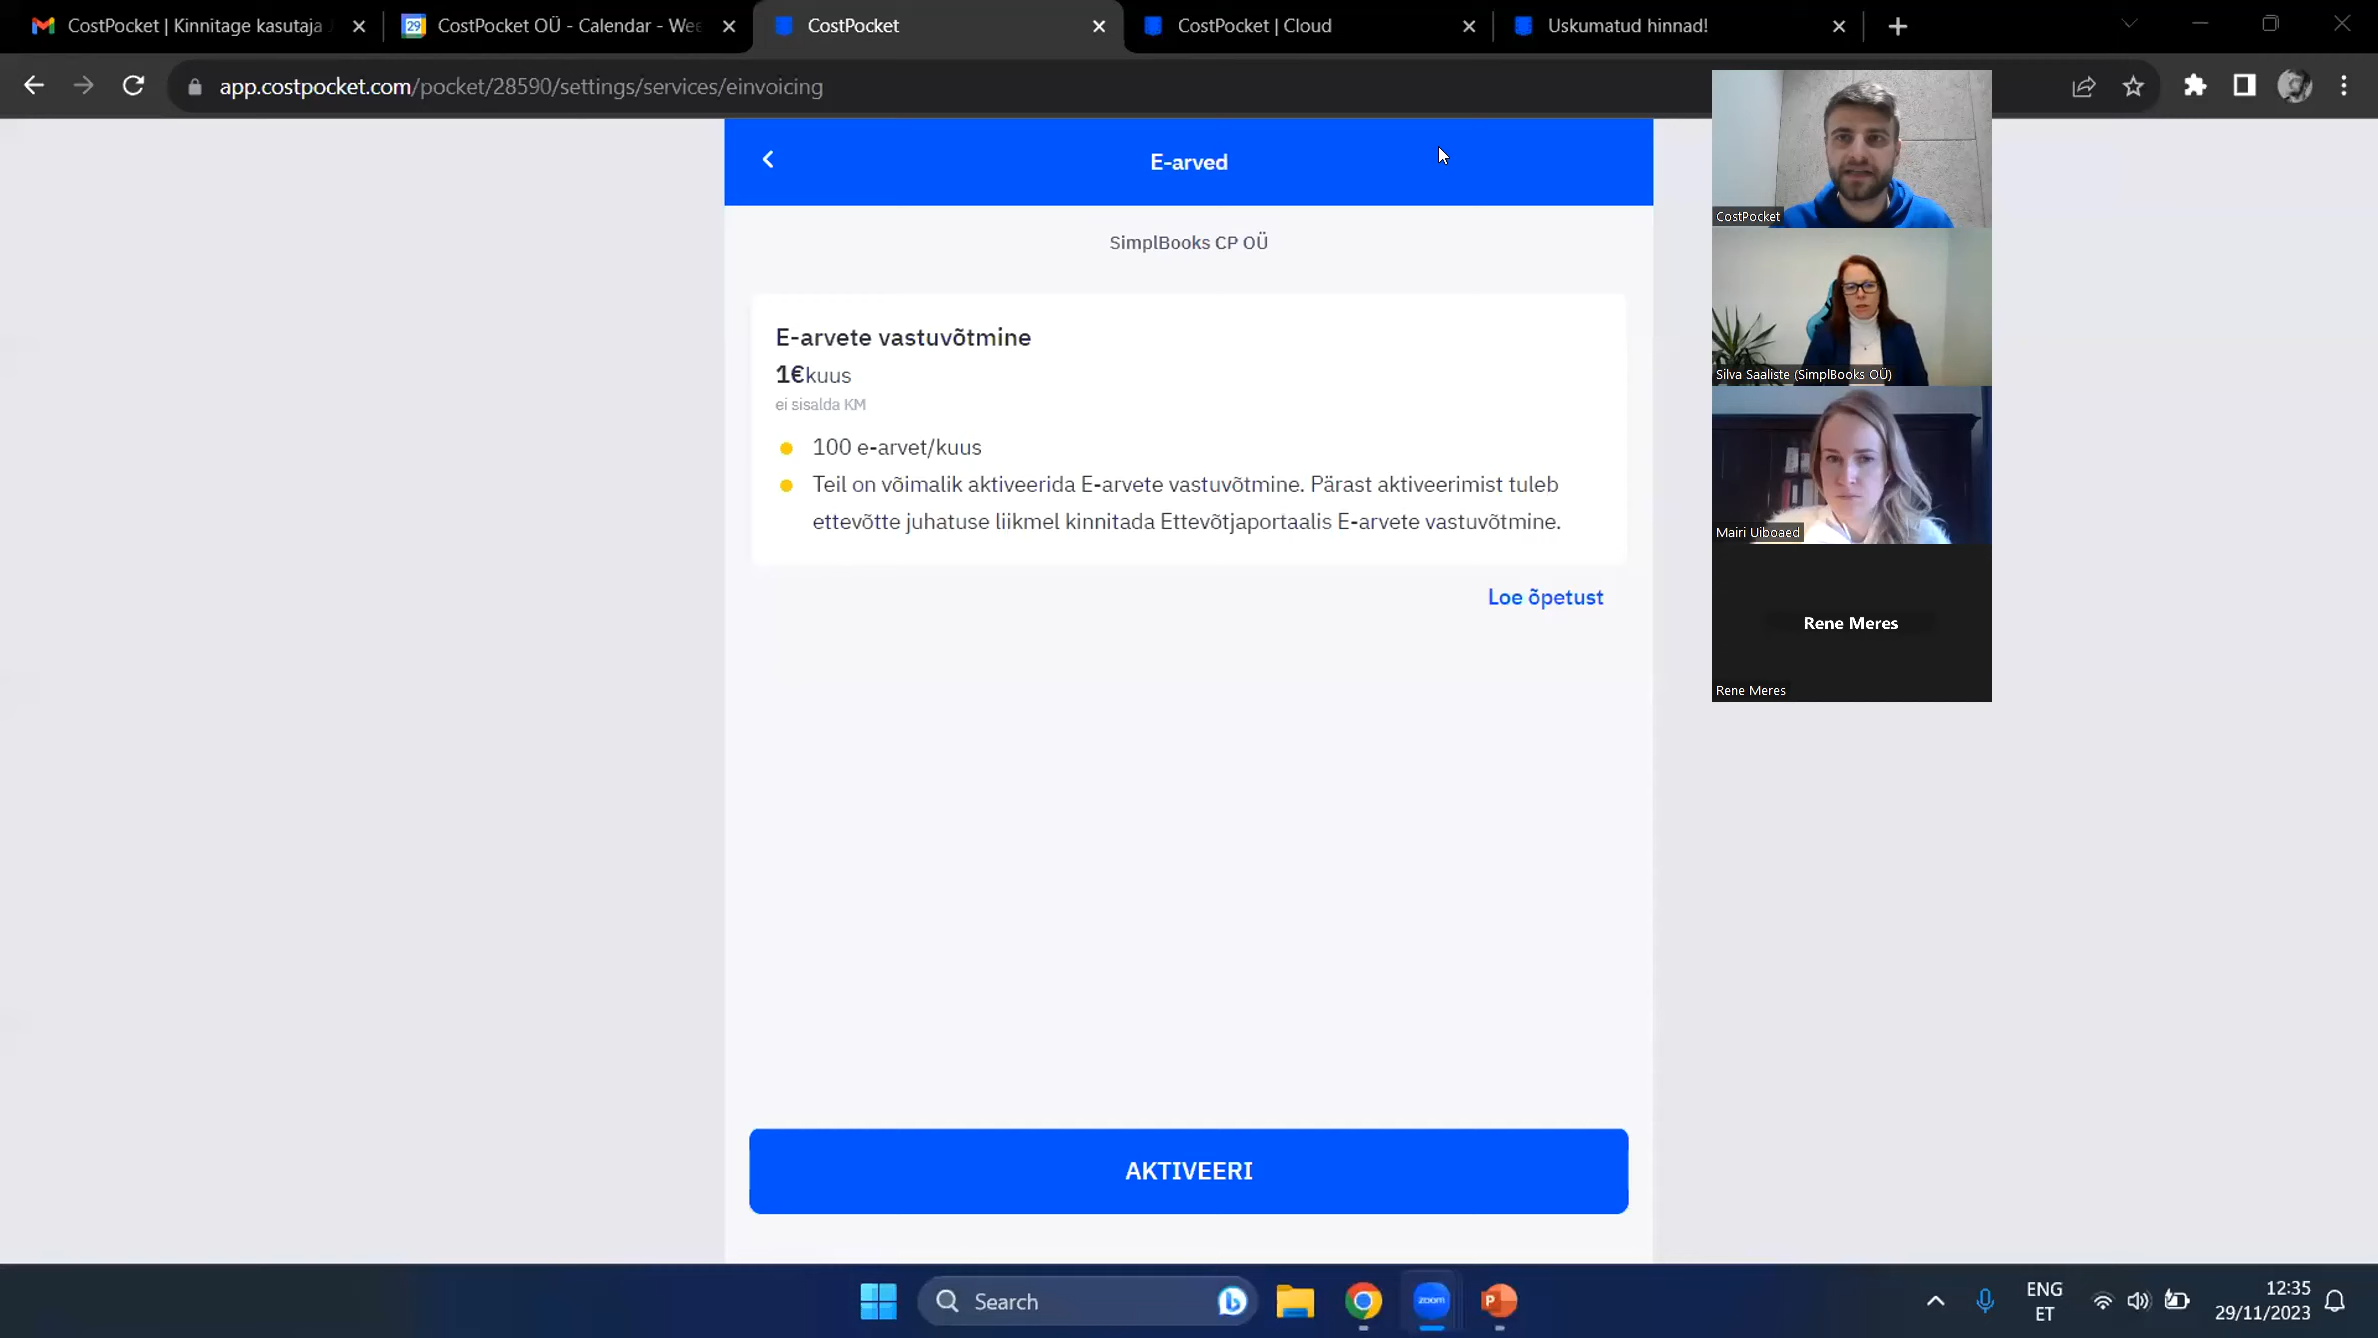 CostPocket | Kinnitage kasutaja
CostPocket OÜ - Calendar - Wee
CostPocket
CostPocket | Cloud
Uskumatud hinnad!
app.costpocket.com/pocket/28590/settings/services/einvoicing
E-arved
SimplBooks CP OÜ
E-arvete vastuvõtmine
1€kuus
ei sisalda KM
100 e-arvet/kuus
Teil on võimalik aktiveerida E-arvete vastuvõtmine. Pärast aktiveerimist tuleb
ettevõtte juhatuse liikmel kinnitada Ettevõtjaportaalis E-arvete vastuvõtmine.
Loe õpetust
AKTIVEERI
CostPocket
Silva Saaliste (SimplBooks OÜ)
Mairi Uiboaed
Rene Meres
Rene Meres
29
Search
zoom
P
ENG
ET
12:35
29/11/2023